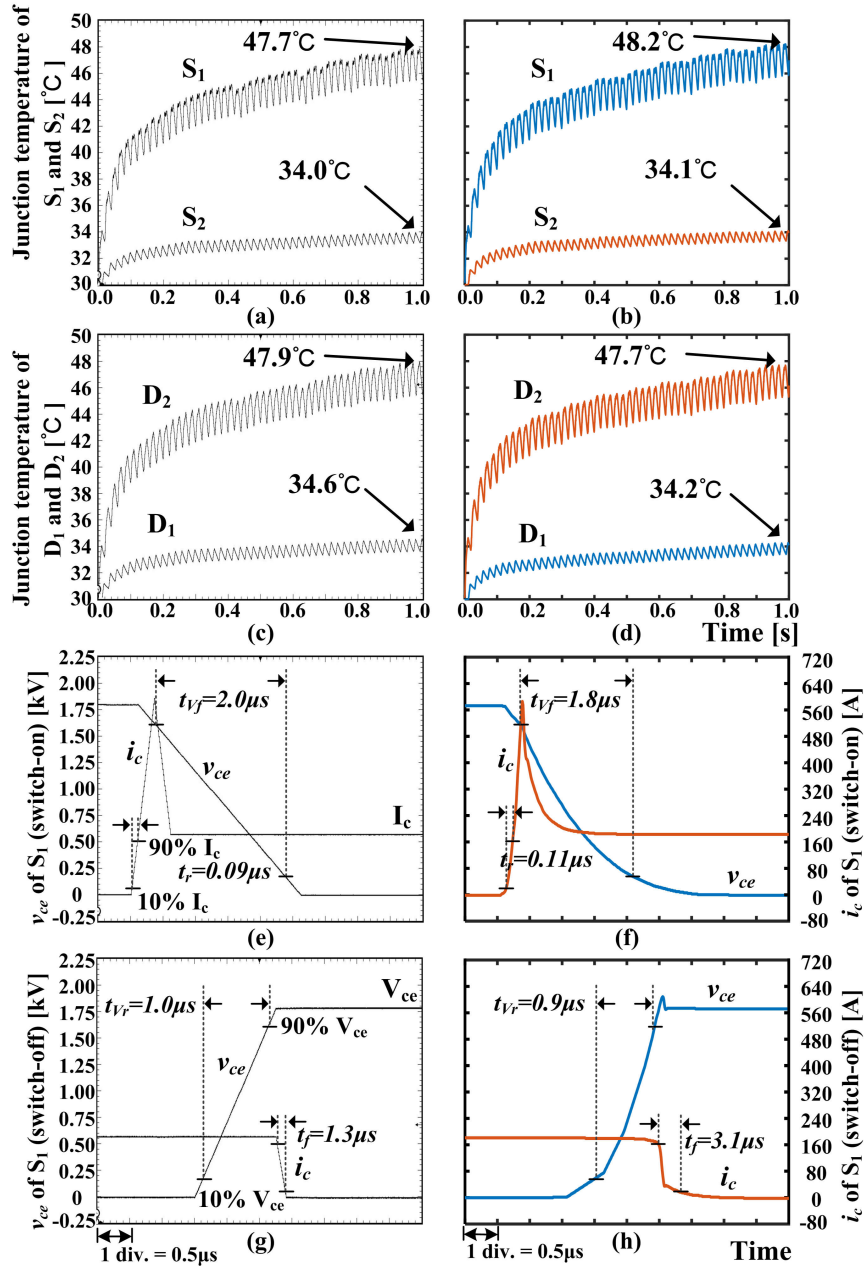 Junction temperature of
S1 and S2 [℃]
50
48
46
44
42
40
38
36
34
32
30
47.7℃
S1
34.0℃
S2
0.0 0.2 0.4 0.6 0.8 1.0
(a)
48.2℃
S1
34.1℃
S2
0.0 0.2 0.4 0.6 0.8 1.0
(b)
Junction temperature of
D1 and D2 [℃]
50
48
46
44
42
40
38
36
34
32
30
47.9℃
D2
34.6℃
D1
0.0 0.2 0.4 0.6 0.8 1.0
(c)
47.7℃
D2
34.2℃
D1
0.0 0.2 0.4 0.6 0.8 1.0
(d)
Time [s]
vce of S1 (switch-on) [kV]
2.25
2.00
1.75
1.50
1.25
1.00
0.75
0.50
0.25
0
-0.25
tVf=2.0μs
ic
vce
Ic
90% Ic
tr=0.09μs
10% Ic
(e)
tVf=1.8μs
ic
tr=0.11μs
vce
(f)
720
640
560
480
400
320
240
160
80
0
-80
ic of S1 (switch-on) [A]
vce of S1 (switch-off) [kV]
2.25
2.00
1.75
1.50
1.25
1.00
0.75
0.50
0.25
0
-0.25
tVr=1.0μs
Vce
90% Vce
vce
tf=1.3μs
ic
10% Vce
(g)
1 div. = 0.5μs
tVr=0.9μs
vce
tf=3.1μs
ic
(h)
1 div. = 0.5μs
Time
720
640
560
480
400
320
240
160
80
0
-80
ic of S1 (switch-off) [A]